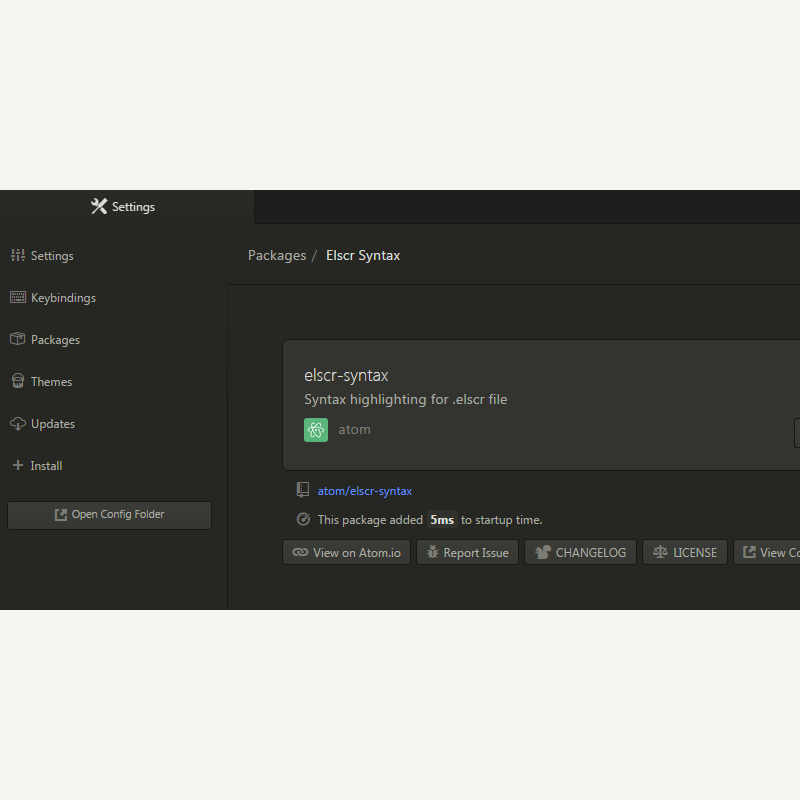 Settings
Settings
Keybindings
Packages
Themes
Updates
Install
Open Config Folder
Packages / Elscr Syntax
elscr-syntax
Syntax highlighting for .elscr file
atom
atom/elscr-syntax
This package added 5ms to startup time.
View on Atom.io Report Issue CHANGELOG LICENSE View Co